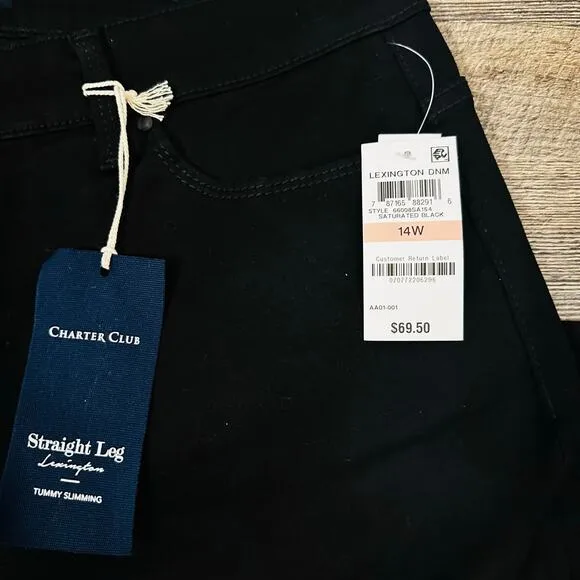 CHARTER CLUB
Straight Leg
Lexington
TUMMY SLIMMING
LEXINGTON DNM
7 87165 88291 6
STYLE 66008SA154
SATURATED BLACK
14W
Customer Return Label
020772206296
AA01-001
$69.50